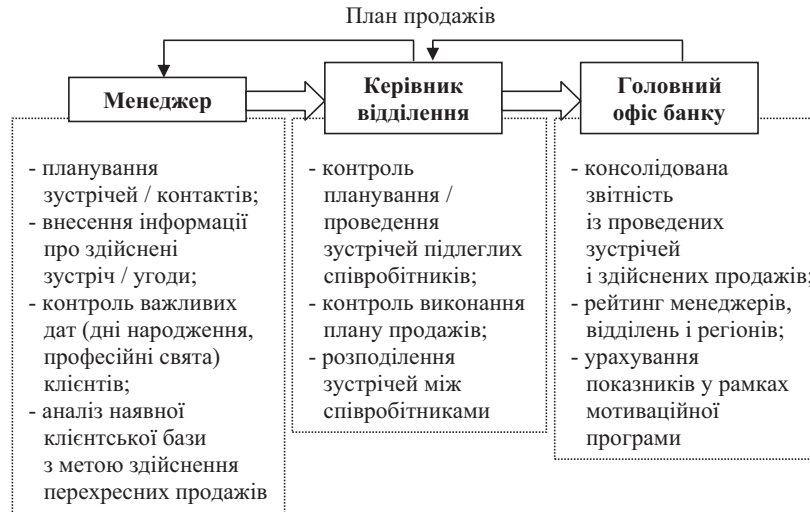 План продажів
Менеджер
Керівник
відділення
Головний
офіс банку
- планування
зустрічей / контактів;
- внесення інформації
про здійснені
зустріч / угоди;
- контроль важливих
дат (дні народження,
професійні свята)
клієнтів;
- аналіз наявної
клієнтської бази
з метою здійснення
перехресних продажів
- контроль
планування /
проведення
зустрічей підлеглих
співробітників;
- контроль виконання
плану продажів;
- розподілення
зустрічей між
співробітниками
- консолідована
звітність
із проведених
зустрічей
і здійснених продажів;
- рейтинг менеджерів,
відділень і регіонів;
- урахування
показників у рамках
мотиваційної
програми